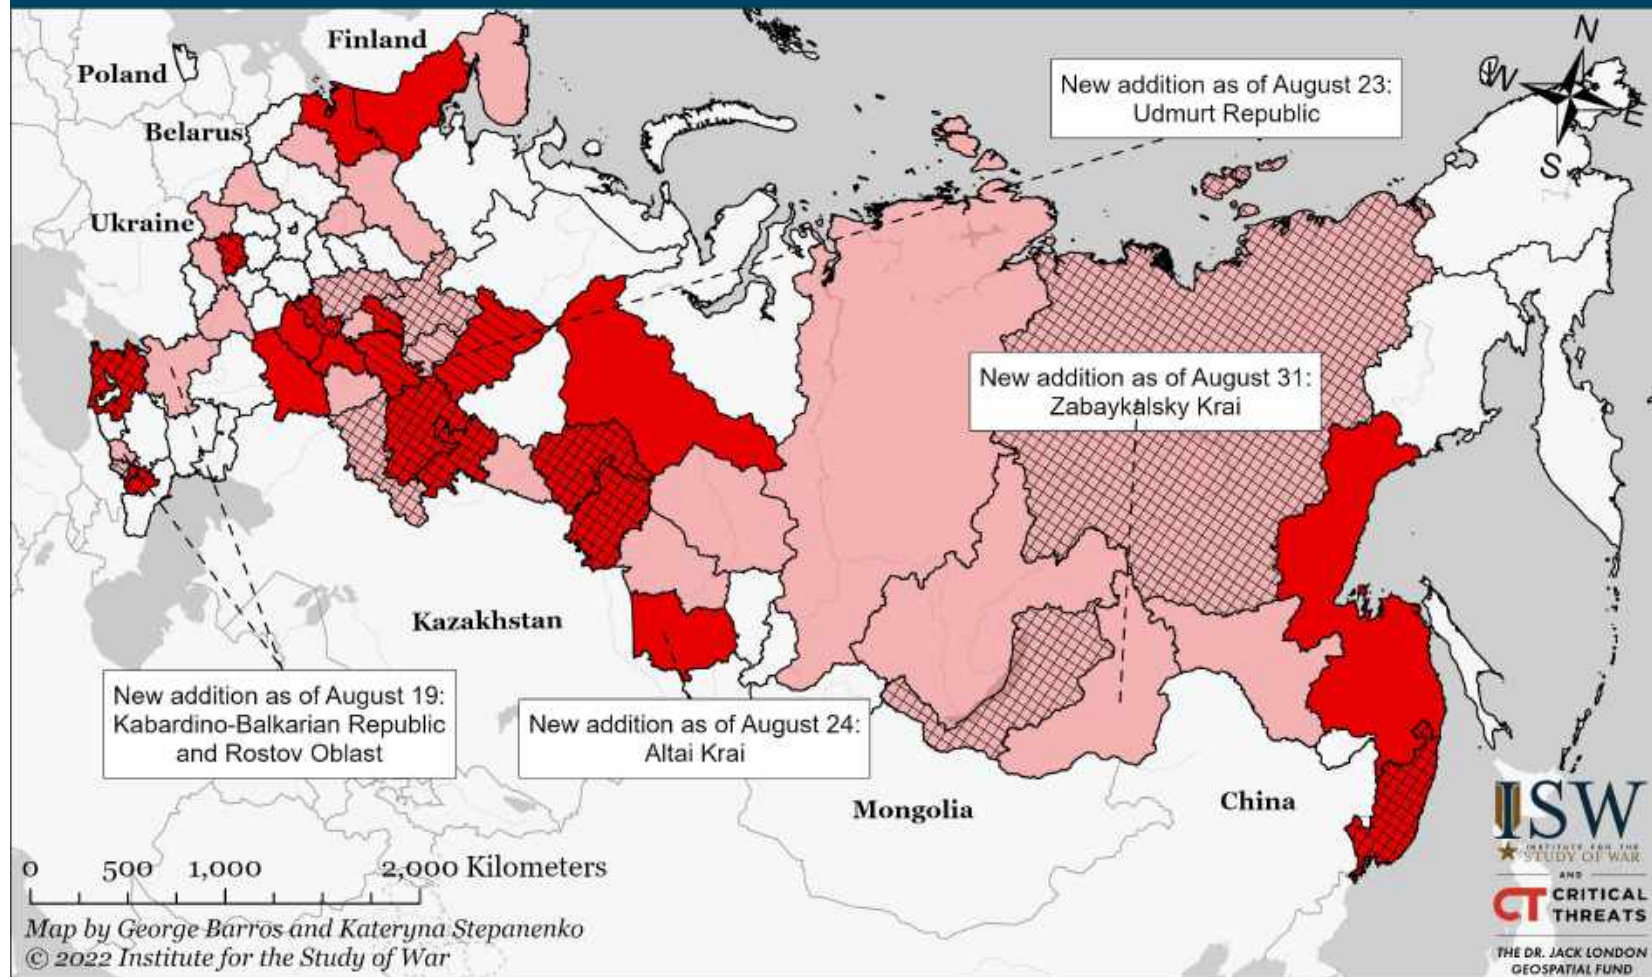 Finland
Poland
Belarus
Ukraine
New addition as of August 23:
Udmurt Republic
N
W
E
S
New addition as of August 31:
Zabaykalsky Krai
Kazakhstan
New addition as of August 19:
Kabardino-Balkarian Republic
and Rostov Oblast
New addition as of August 24:
Altai Krai
Mongolia
China
0 500 1,000 2,000 Kilometers
Map by George Barros and Kateryna Stepanenko
© 2022 Institute for the Study of War
ISW
INSTITUTE FOR THE
STUDY OF WAR
AND
CT CRITICAL
THREATS
THE DR. JACK LONDON
GEOSPATIAL FUND